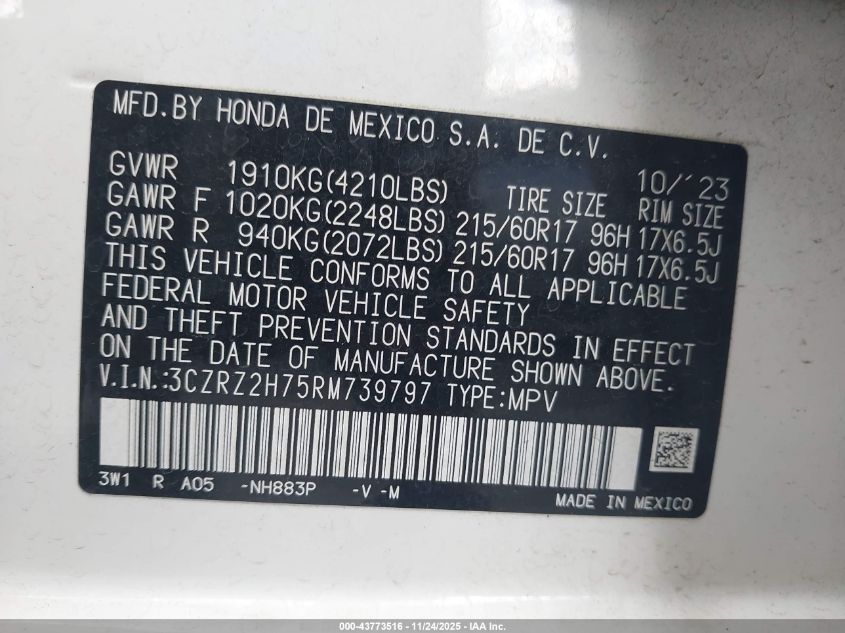 MFD.BY HONDA DE MEXICO S.A. DE C.V.
10/'23
GVWR 1910KG(4210LBS) TIRE SIZE RIM SIZE
GAWR F 1020KG(2248LBS) 215/60R17 96H 17X6.5J
GAWR R 940KG(2072LBS) 215/60R17 96H 17X6.5J
THIS VEHICLE CONFORMS TO ALL APPLICABLE
FEDERAL MOTOR VEHICLE SAFETY
AND THEFT PREVENTION STANDARDS IN EFFECT
ON THE DATE OF MANUFACTURE SHOWN ABOVE.
V.I.N.:3CZRZ2H75RM739797 TYPE:MPV
3W1 R A05 -NH883P -V -M
MADE IN MEXICO
000-43773516 - 11/24/2025 - IAA Inc.